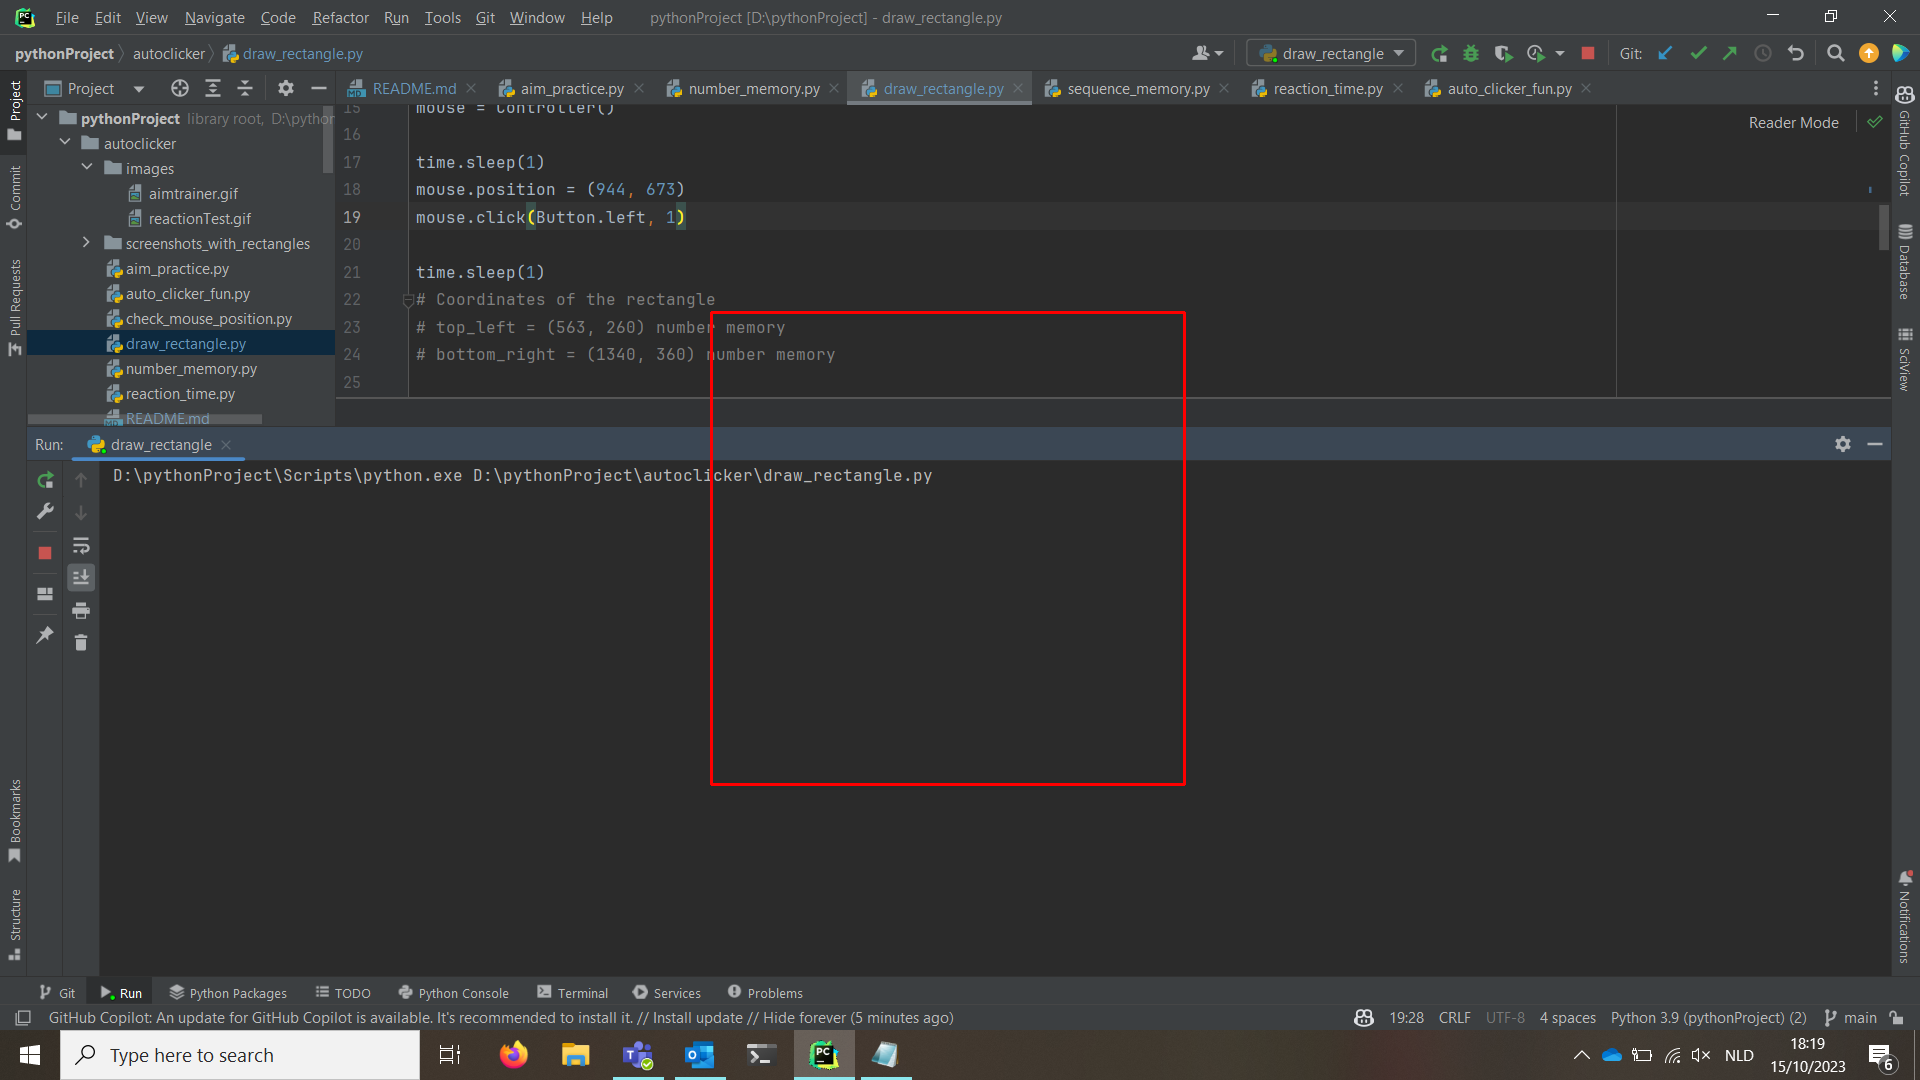 File Edit View Navigate Code Refactor Run Tools Git Window Help pythonProject [D:\pythonProject] - draw_rectangle.py
pythonProject autoclicker draw_rectangle.py draw_rectangle Git:
Project README.md aim_practice.py number_memory.py draw_rectangle.py sequence_memory.py reaction_time.py auto_clicker_fun.py
Project
Commit
Pull Requests
Bookmarks
Structure
pythonProject library root, D:\python
autoclicker
images
aimtrainer.gif
reactionTest.gif
screenshots_with_rectangles
aim_practice.py
auto_clicker_fun.py
check_mouse_position.py
draw_rectangle.py
number_memory.py
reaction_time.py
README.md
Reader Mode
15 mouse = Controller()
16
17 time.sleep(1)
18 mouse.position = (944, 673)
19 mouse.click(Button.left, 1)
20
21 time.sleep(1)
22 # Coordinates of the rectangle
23 # top_left = (563, 260) number memory
24 # bottom_right = (1340, 360) number memory
25
GitHub Copilot
Database
SciView
Notifications
Run: draw_rectangle
D:\pythonProject\Scripts\python.exe D:\pythonProject\autoclicker\draw_rectangle.py
Git Run Python Packages TODO Python Console Terminal Services Problems
GitHub Copilot: An update for GitHub Copilot is available. It's recommended to install it. // Install update // Hide forever (5 minutes ago) 19:28 CRLF UTF-8 4 spaces Python 3.9 (pythonProject) (2) main
Type here to search NLD 18:19
15/10/2023 6